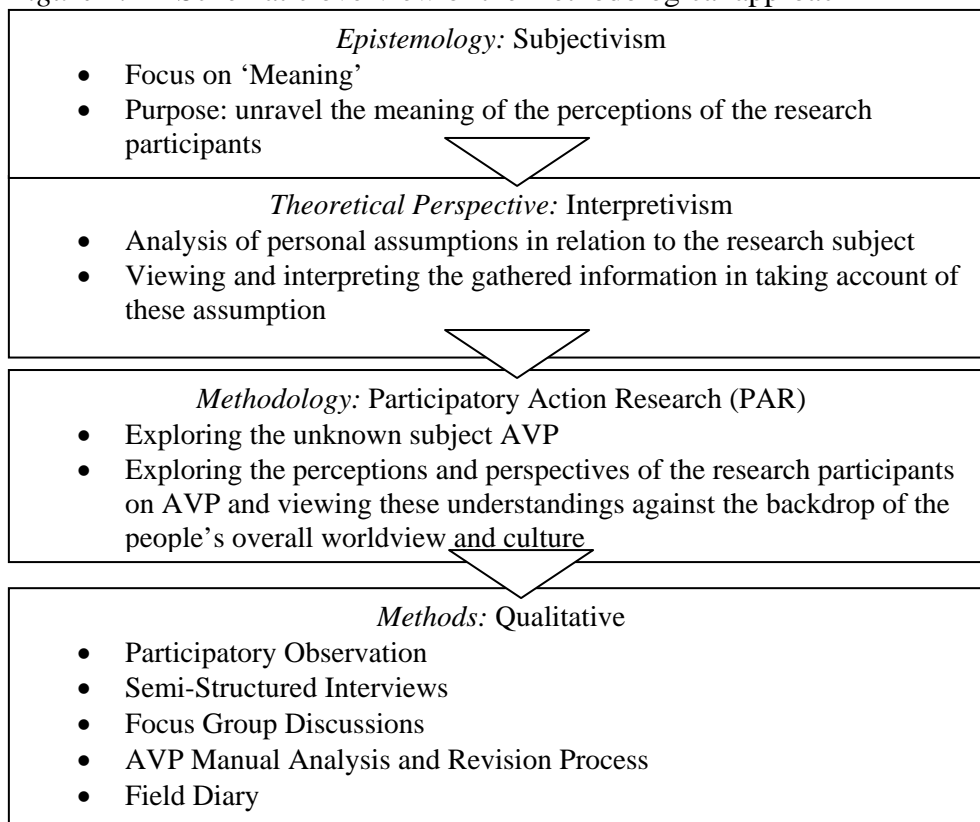 Epistemology: Subjectivism
• Focus on ‘Meaning’
• Purpose: unravel the meaning of the perceptions of the research
participants
Theoretical Perspective: Interpretivism
• Analysis of personal assumptions in relation to the research subject
• Viewing and interpreting the gathered information in taking account of
these assumption
Methodology: Participatory Action Research (PAR)
• Exploring the unknown subject AVP
• Exploring the perceptions and perspectives of the research participants
on AVP and viewing these understandings against the backdrop of the
people’s overall worldview and culture
Methods: Qualitative
• Participatory Observation
• Semi-Structured Interviews
• Focus Group Discussions
• AVP Manual Analysis and Revision Process
• Field Diary